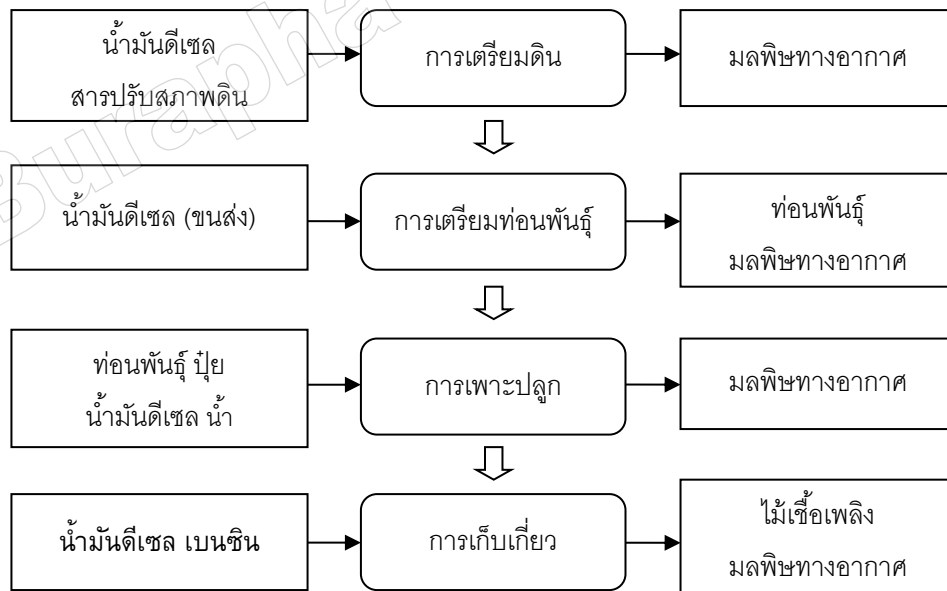 น้ำมันดีเซล
สารปรับสภาพดิน
การเตรียมดิน
มลพิษทางอากาศ
น้ำมันดีเซล (ขนส่ง)
การเตรียมท่อนพันธุ์
ท่อนพันธุ์
มลพิษทางอากาศ
ท่อนพันธุ์ ปุ๋ย
น้ำมันดีเซล น้ำ
การเพาะปลูก
มลพิษทางอากาศ
น้ำมันดีเซล เบนซิน
การเก็บเกี่ยว
ไม้เชื้อเพลิง
มลพิษทางอากาศ
Burapha